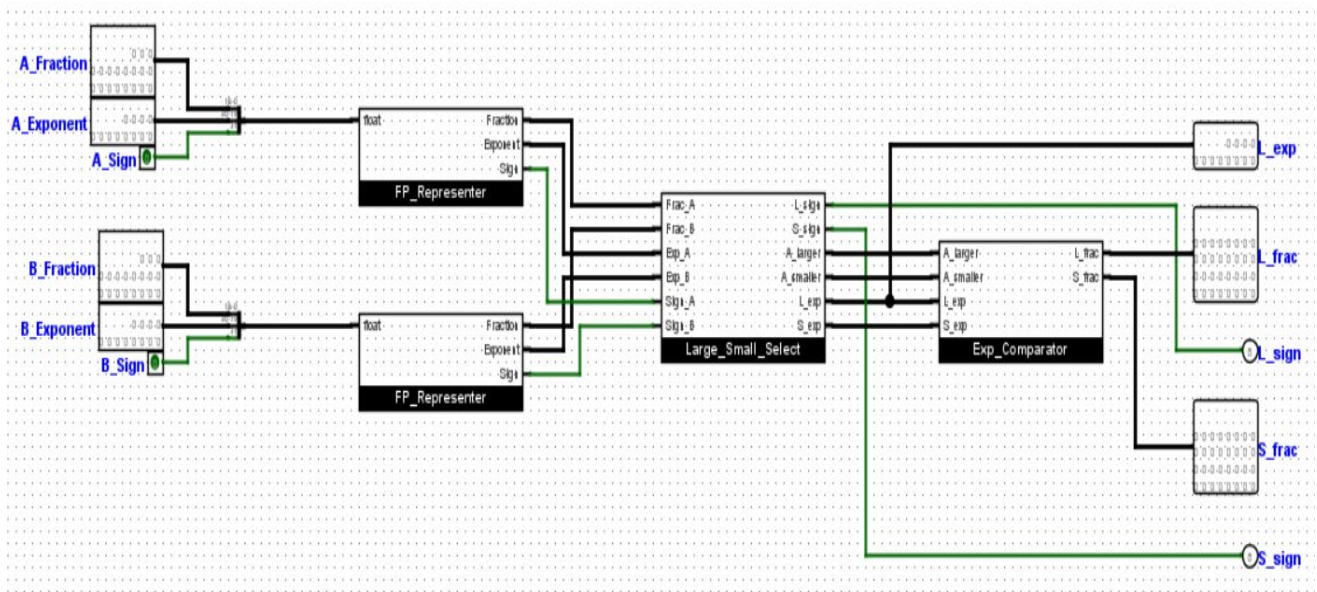 A_Fraction
A_Exponent
A_Sign
float
Fraction
Exponent
Sign
FP_Representer
B_Fraction
B_Exponent
B_Sign
float
Fraction
Exponent
Sign
FP_Representer
Frac_A
Frac_B
Exp_A
Exp_B
Sign_A
Sign_B
L_sign
S_sign
A_larger
A_smaller
L_exp
S_exp
Large_Small_Select
A_larger
A_smaller
L_exp
S_exp
L_frac
S_frac
Exp_Comparator
L_exp
L_frac
L_sign
S_frac
S_sign